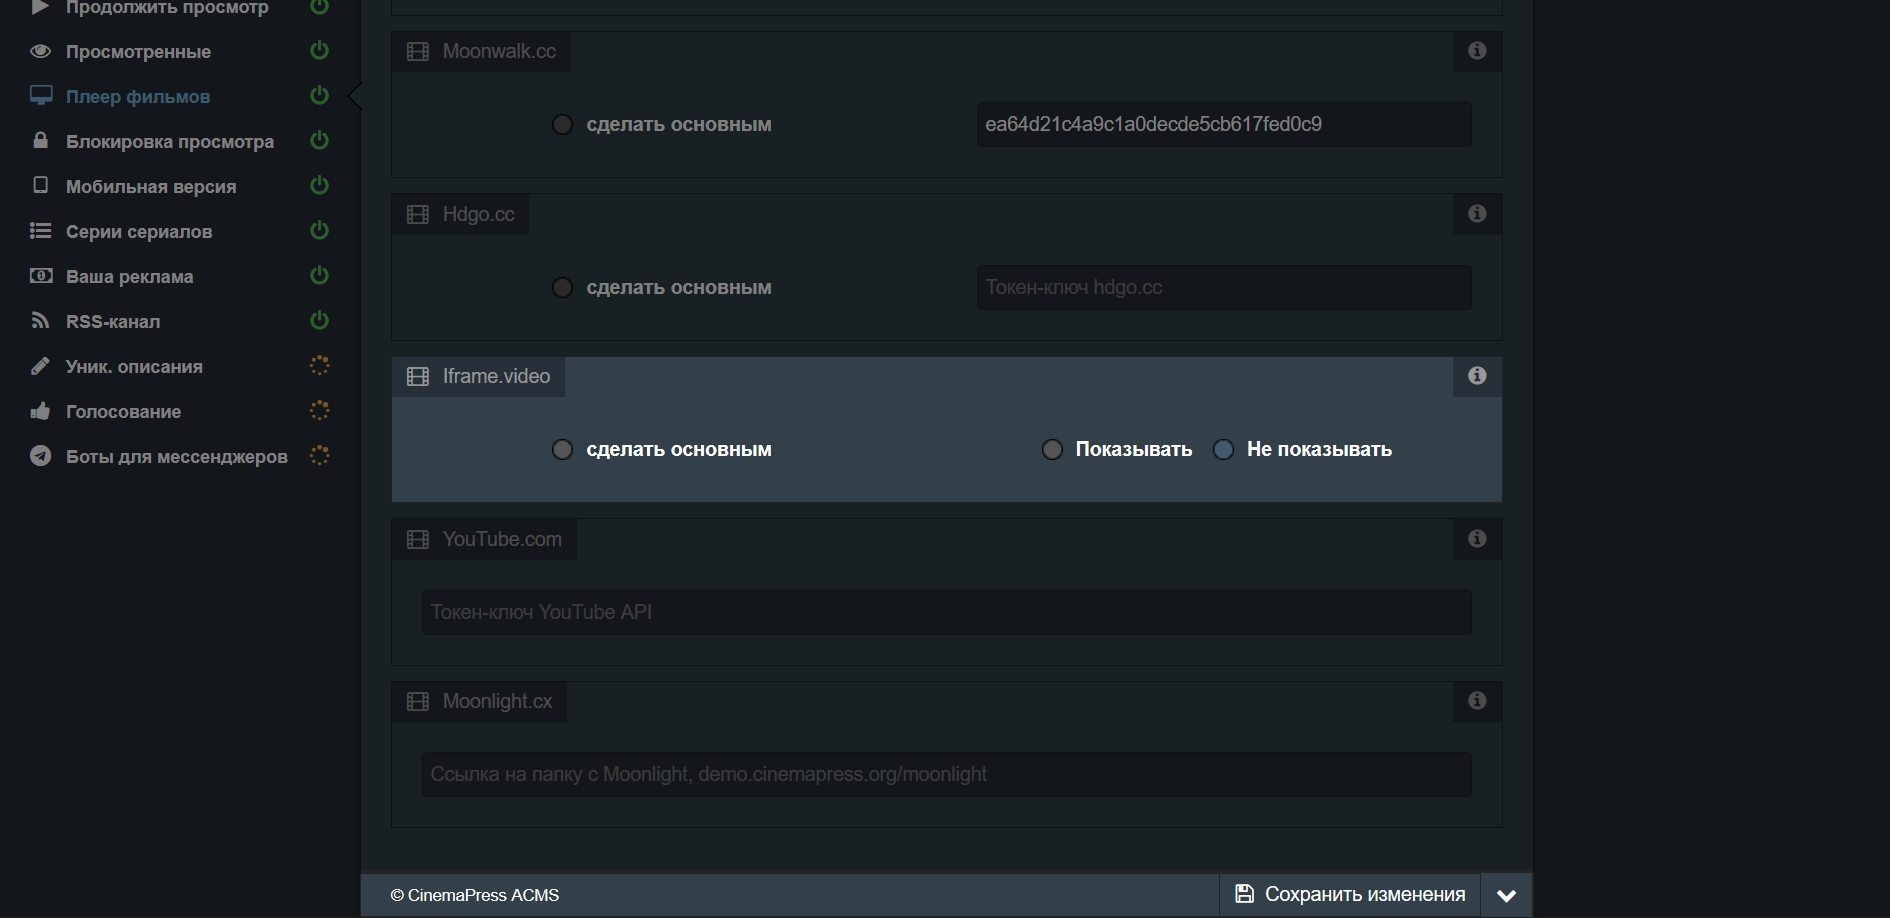 Продолжить просмотр
Просмотренные
Плеер фильмов
Блокировка просмотра
Мобильная версия
Серии сериалов
Ваша реклама
RSS-канал
Уник. описания
Голосование
Боты для мессенджеров
Moonwalk.cc
сделать основным
ea64d21c4a9c1a0decde5cb617fed0c9
Hdgo.cc
сделать основным
Токен-ключ hdgo.cc
Iframe.video
сделать основным
Показывать
Не показывать
YouTube.com
Токен-ключ YouTube API
Moonlight.cx
Ссылка на папку с Moonlight, demo.cinemapress.org/moonlight
© CinemaPress ACMS
Сохранить изменения